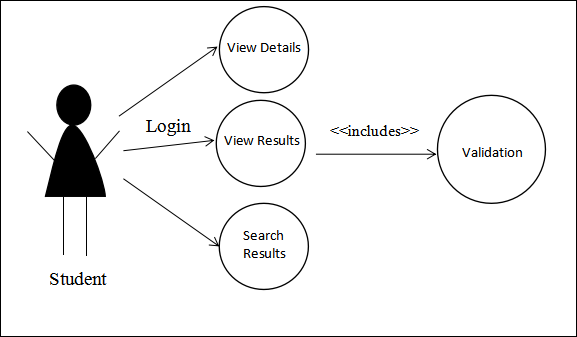 View Details
Login
View Results
<<includes>>
Validation
Search
Results
Student